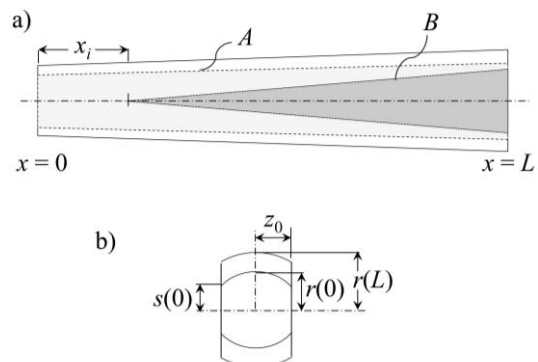 a)
x_i
A
B
x = 0
x = L
b)
z_0
s(0)
r(0)
r(L)